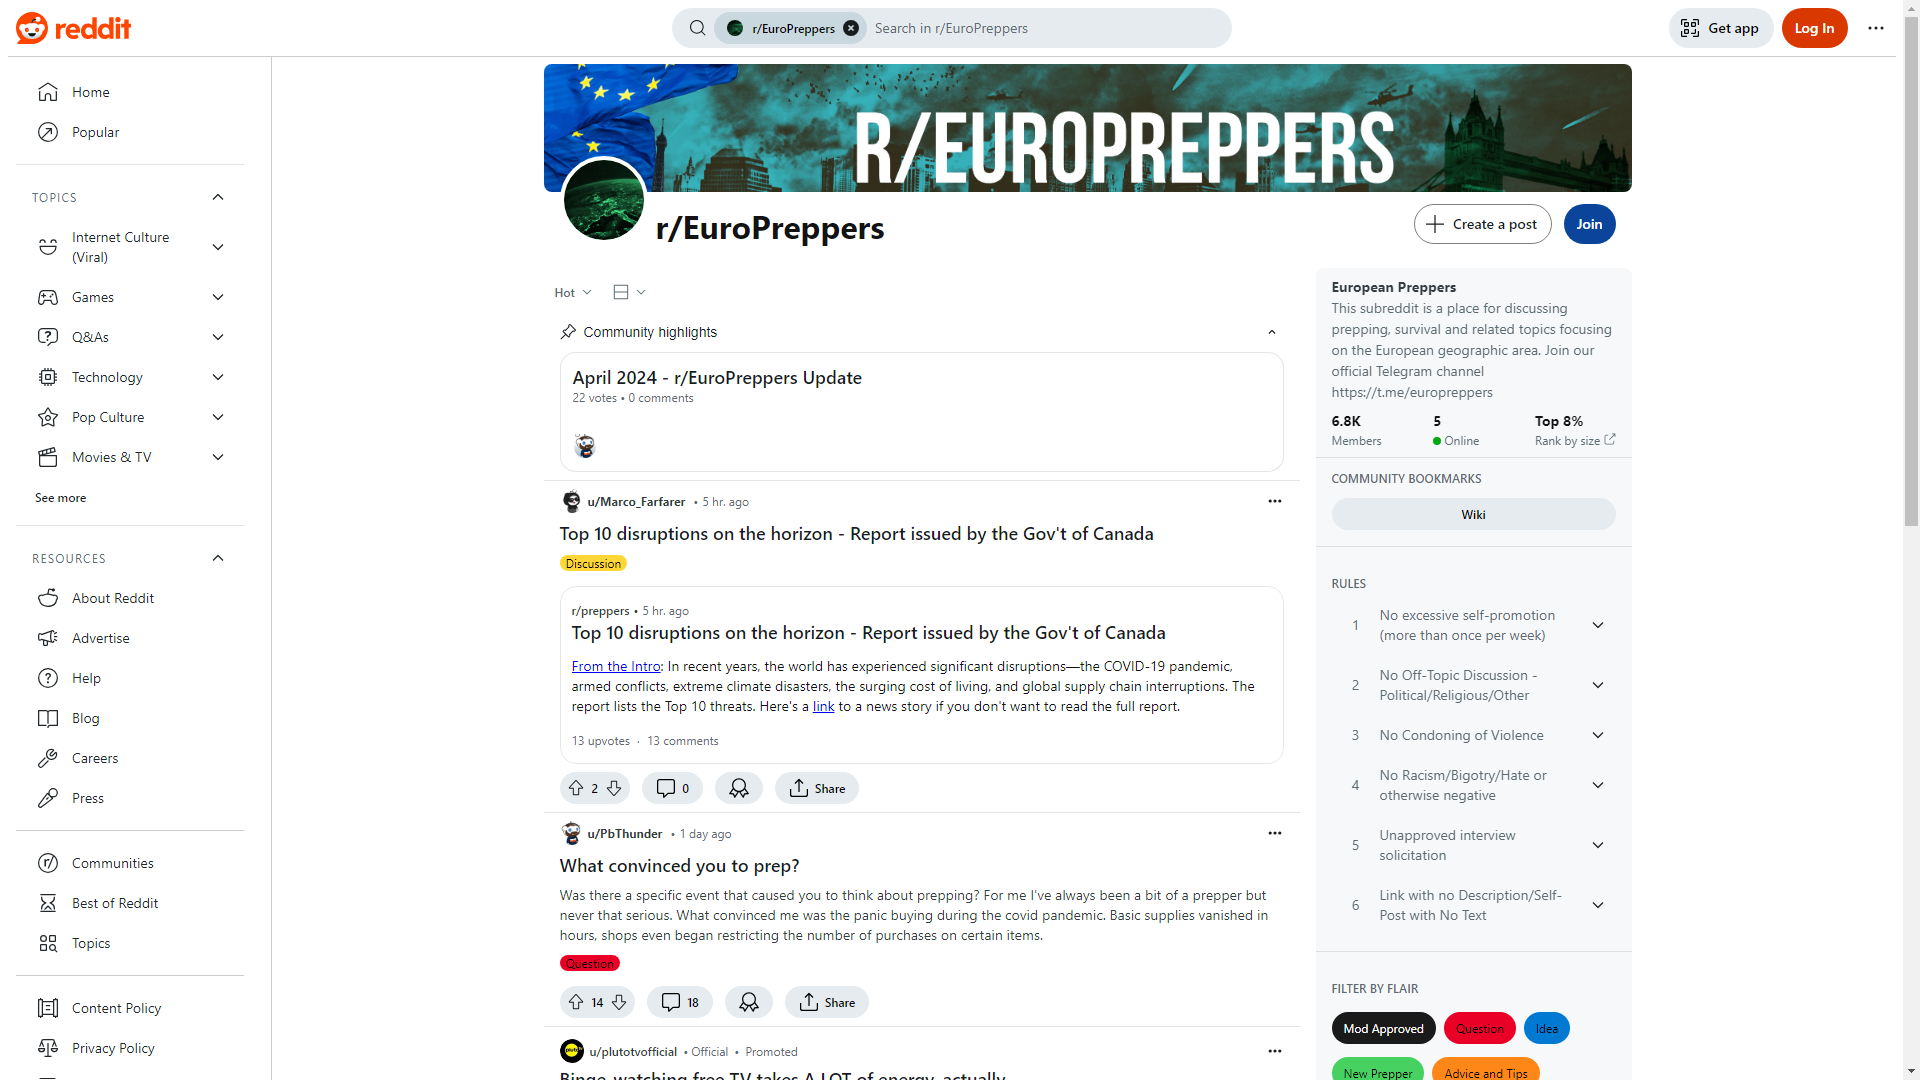 reddit
r/EuroPreppers
Search in r/EuroPreppers
Get app
Log In
Home
Popular
TOPICS
Internet Culture
(Viral)
Games
Q&As
Technology
Pop Culture
Movies & TV
See more
RESOURCES
About Reddit
Advertise
Help
Blog
Careers
Press
Communities
Best of Reddit
Topics
Content Policy
Privacy Policy
R/EUROPREPPERS
r/EuroPreppers
Create a post
Join
Hot
Community highlights
April 2024 - r/EuroPreppers Update
22 votes • 0 comments
u/Marco_Farfarer • 5 hr. ago
Top 10 disruptions on the horizon - Report issued by the Gov't of Canada
Discussion
r/preppers • 5 hr. ago
Top 10 disruptions on the horizon - Report issued by the Gov't of Canada
From the Intro: In recent years, the world has experienced significant disruptions—the COVID-19 pandemic,
armed conflicts, extreme climate disasters, the surging cost of living, and global supply chain interruptions. The
report lists the Top 10 threats. Here's a link to a news story if you don't want to read the full report.
13 upvotes · 13 comments
2
0
Share
u/PbThunder • 1 day ago
What convinced you to prep?
Was there a specific event that caused you to think about prepping? For me I've always been a bit of a prepper but
never that serious. What convinced me was the panic buying during the covid pandemic. Basic supplies vanished in
hours, shops even began restricting the number of purchases on certain items.
Question
14
18
Share
u/plutotvofficial • Official • Promoted
Binge-watching free TV takes A LOT of energy, actually
European Preppers
This subreddit is a place for discussing
prepping, survival and related topics focusing
on the European geographic area. Join our
official Telegram channel
https://t.me/europreppers
6.8K
5
Top 8%
Members
Online
Rank by size
COMMUNITY BOOKMARKS
Wiki
RULES
1
No excessive self-promotion
(more than once per week)
2
No Off-Topic Discussion -
Political/Religious/Other
3
No Condoning of Violence
4
No Racism/Bigotry/Hate or
otherwise negative
5
Unapproved interview
solicitation
6
Link with no Description/Self-
Post with No Text
FILTER BY FLAIR
Mod Approved
Question
Idea
New Prepper
Advice and Tips